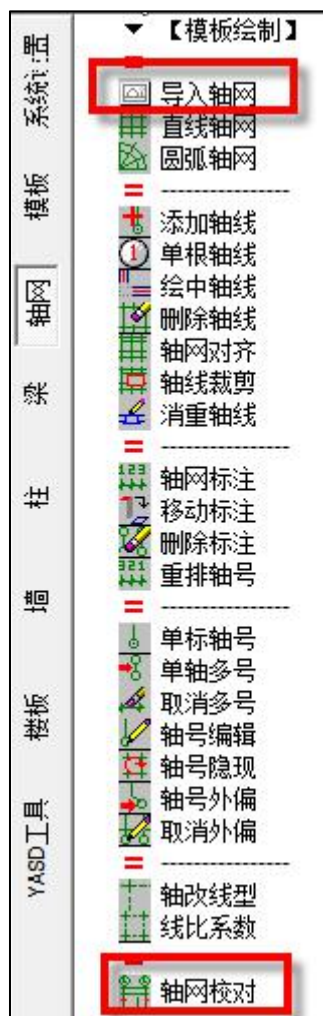 【模板绘制】
导入轴网
直线轴网
圆弧轴网
添加轴线
单根轴线
绘中轴线
删除轴线
轴网对齐
轴线裁剪
消重轴线
轴网标注
移动标注
删除标注
重排轴号
单标轴号
单轴多号
取消多号
轴号编辑
轴号隐现
轴号外偏
取消外偏
轴改线型
线比系数
轴网校对
系统设置
模板
轴网
梁
柱
墙
楼板
YASD工具